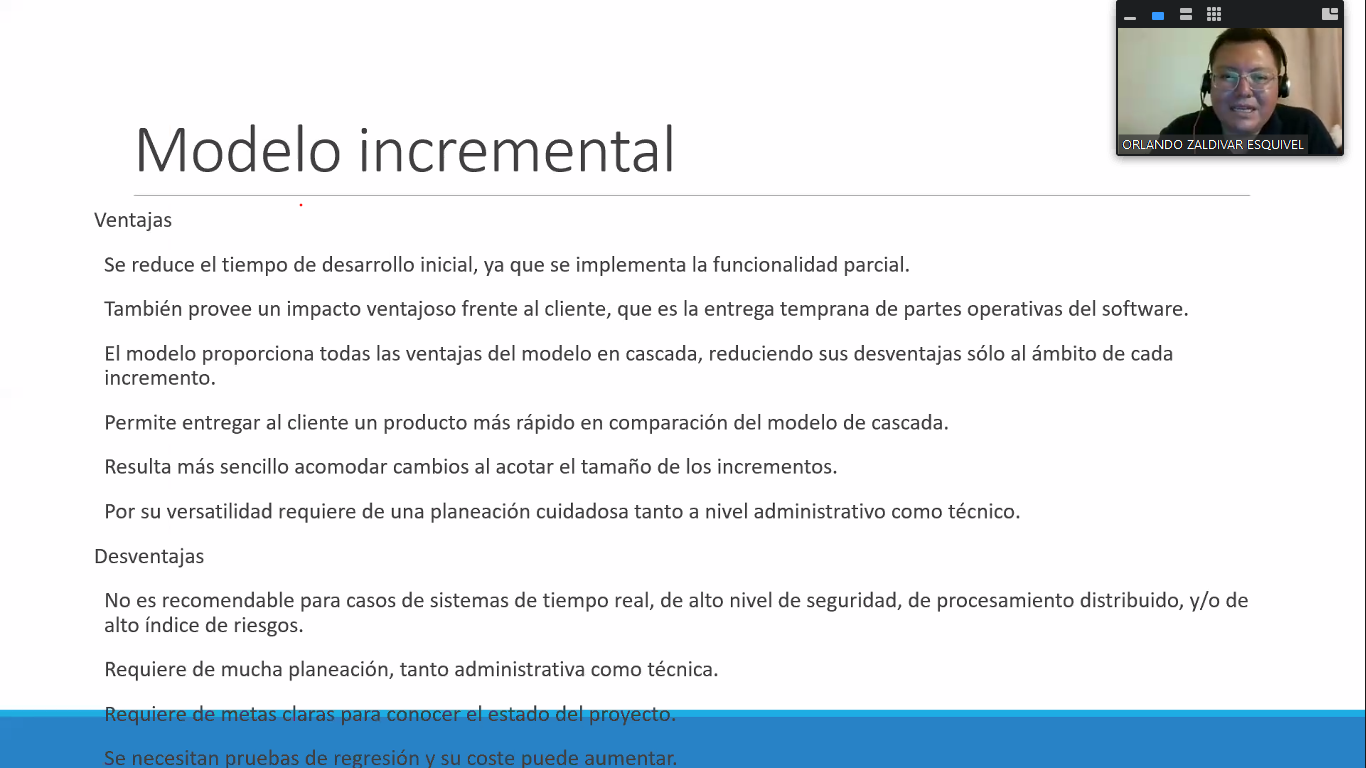 ORLANDO ZALDIVAR ESQUIVEL
Modelo incremental
Ventajas
Se reduce el tiempo de desarrollo inicial, ya que se implementa la funcionalidad parcial.
También provee un impacto ventajoso frente al cliente, que es la entrega temprana de partes operativas del software.
El modelo proporciona todas las ventajas del modelo en cascada, reduciendo sus desventajas sólo al ámbito de cada
incremento.
Permite entregar al cliente un producto más rápido en comparación del modelo de cascada.
Resulta más sencillo acomodar cambios al acotar el tamaño de los incrementos.
Por su versatilidad requiere de una planeación cuidadosa tanto a nivel administrativo como técnico.
Desventajas
No es recomendable para casos de sistemas de tiempo real, de alto nivel de seguridad, de procesamiento distribuido, y/o de
alto índice de riesgos.
Requiere de mucha planeación, tanto administrativa como técnica.
Requiere de metas claras para conocer el estado del proyecto.
Se necesitan pruebas de regresión y su coste puede aumentar.